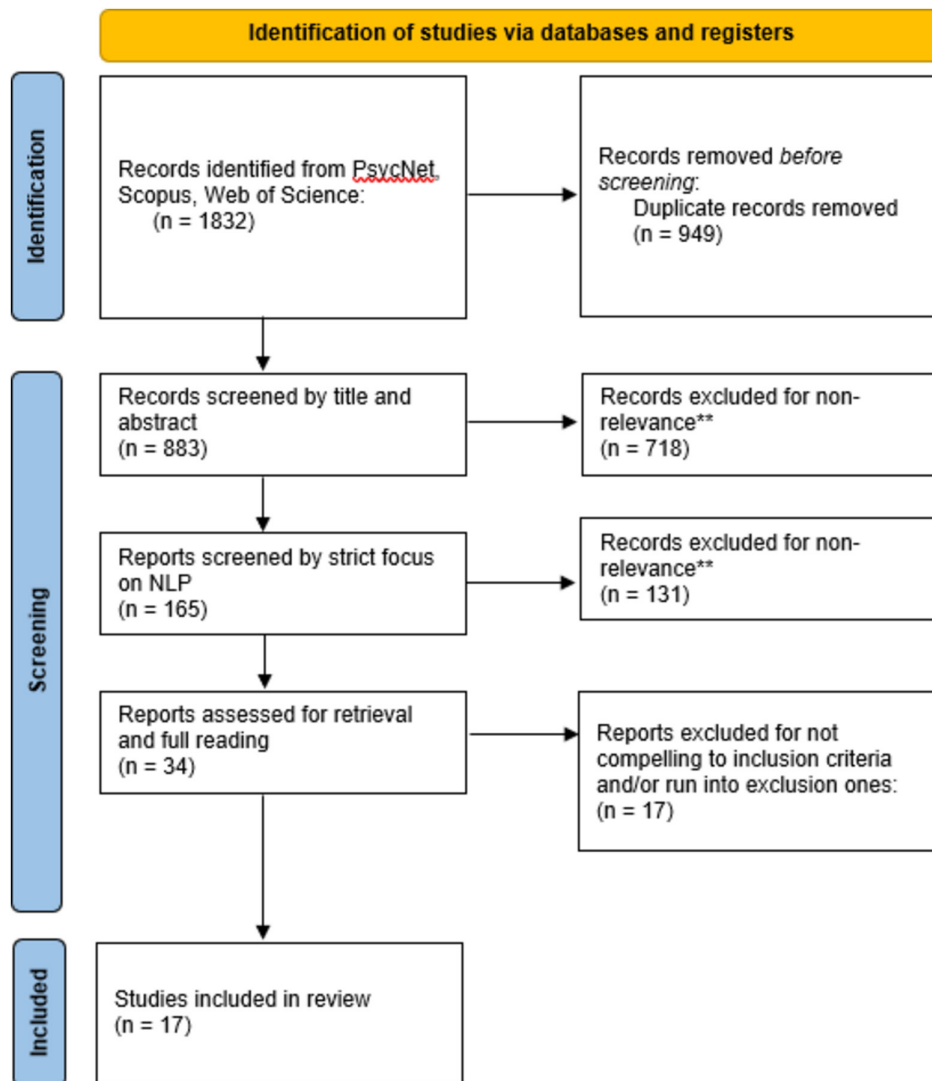 Identification of studies via databases and registers
Identification
Records identified from PsycNet,
Scopus, Web of Science:
(n = 1832)
Records removed before
screening:
Duplicate records removed
(n = 949)
Screening
Records screened by title and
abstract
(n = 883)
Records excluded for non-
relevance**
(n = 718)
Reports screened by strict focus
on NLP
(n = 165)
Records excluded for non-
relevance**
(n = 131)
Reports assessed for retrieval
and full reading
(n = 34)
Reports excluded for not
compelling to inclusion criteria
and/or run into exclusion ones:
(n = 17)
Included
Studies included in review
(n = 17)